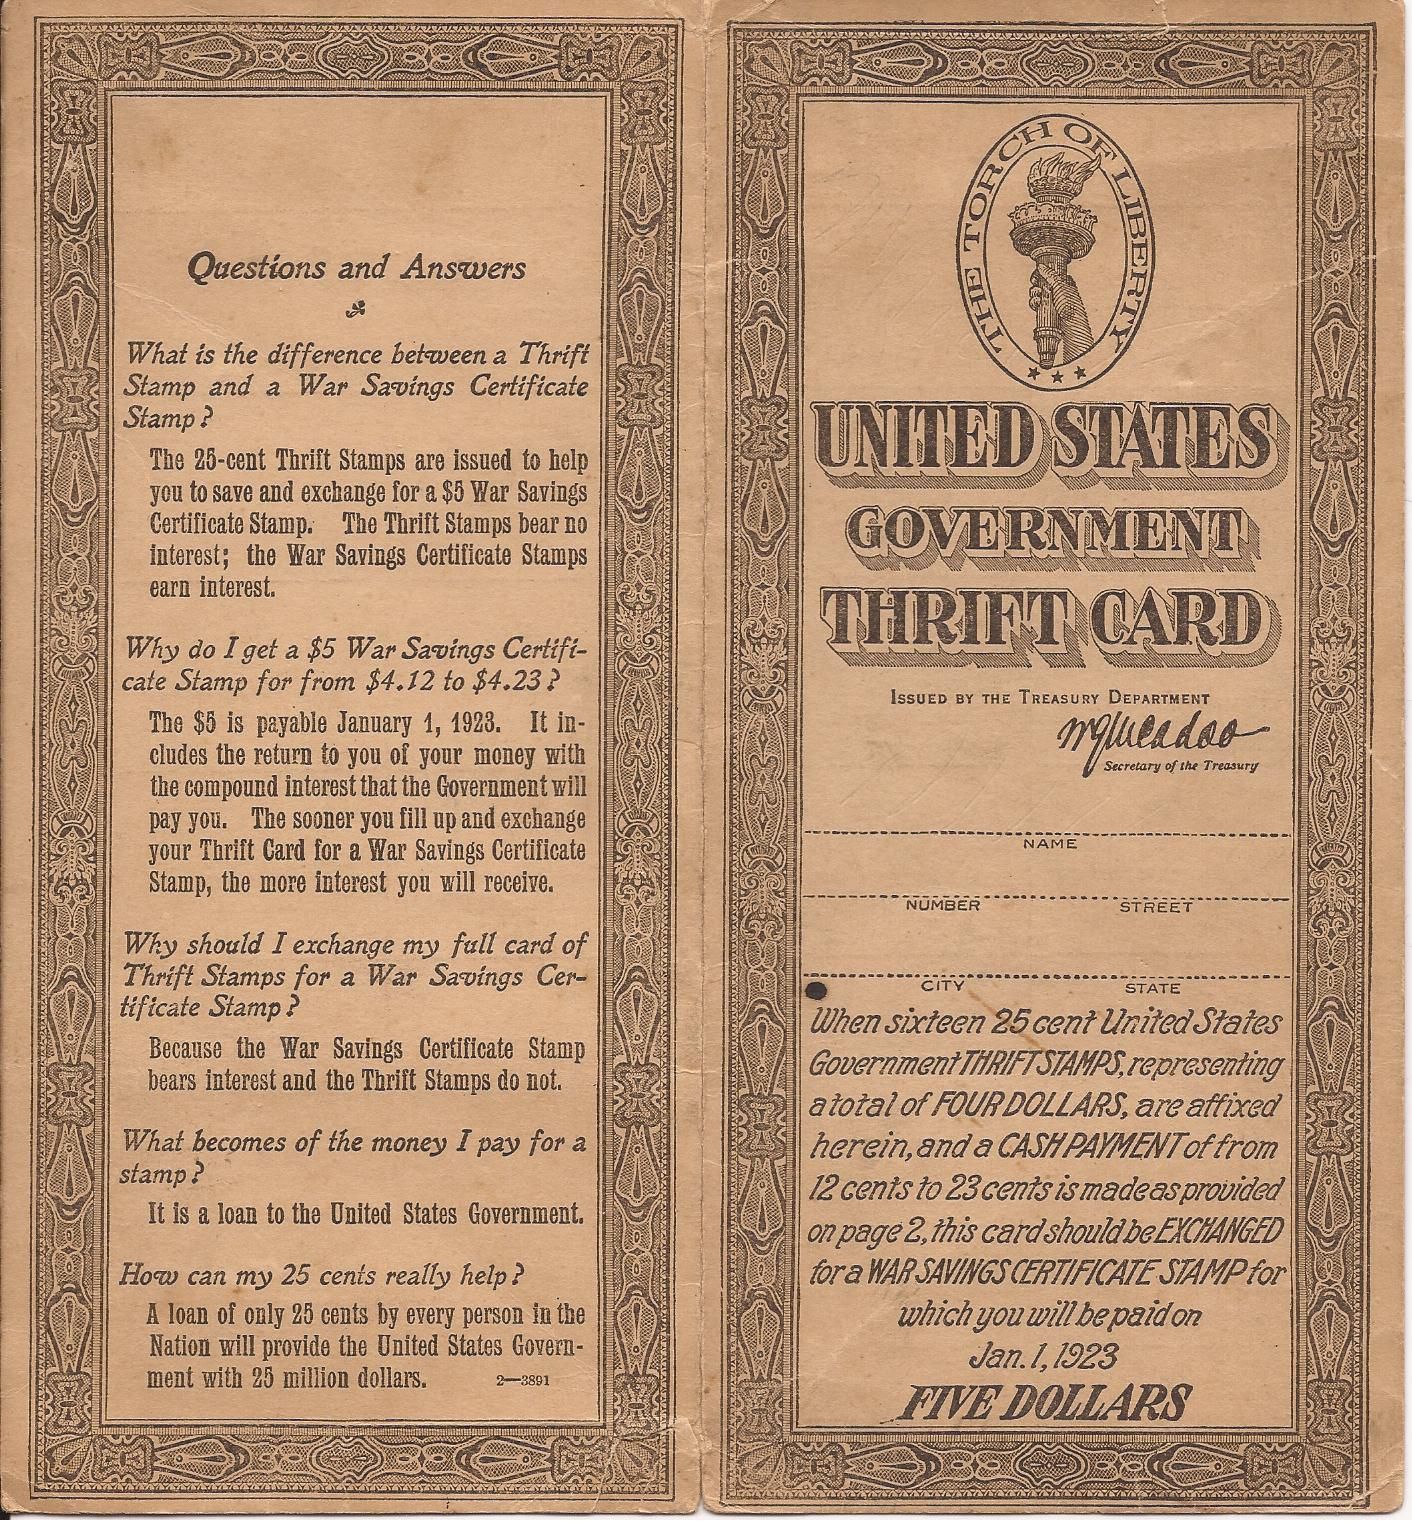 Questions and Answers
What is the difference between a Thrift
Stamp and a War Savings Certificate
Stamp?
The 25-cent Thrift Stamps are issued to help
you to save and exchange for a $5 War Savings
Certificate Stamp. The Thrift Stamps bear no
interest; the War Savings Certificate Stamps
earn interest.
Why do I get a $5 War Savings Certifi-
cate Stamp for from $4.12 to $4.23?
The $5 is payable January 1, 1923. It in-
cludes the return to you of your money with
the compound interest that the Government will
pay you. The sooner you fill up and exchange
your Thrift Card for a War Savings Certificate
Stamp, the more interest you will receive.
Why should I exchange my full card of
Thrift Stamps for a War Savings Cer-
tificate Stamp?
Because the War Savings Certificate Stamp
bears interest and the Thrift Stamps do not.
What becomes of the money I pay for a
stamp?
It is a loan to the United States Government.
How can my 25 cents really help?
A loan of only 25 cents by every person in the
Nation will provide the United States Govern-
ment with 25 million dollars. 2—3891
THE TORCH OF LIBERTY
UNITED STATES
GOVERNMENT
THRIFT CARD
ISSUED BY THE TREASURY DEPARTMENT
W G McAdoo
Secretary of the Treasury
NAME
NUMBER STREET
CITY STATE
When sixteen 25 cent United States
Government THRIFT STAMPS, representing
a total of FOUR DOLLARS, are affixed
herein, and a CASH PAYMENT of from
12 cents to 23 cents is made as provided
on page 2, this card should be EXCHANGED
for a WAR SAVINGS CERTIFICATE STAMP for
which you will be paid on
Jan. 1, 1923
FIVE DOLLARS